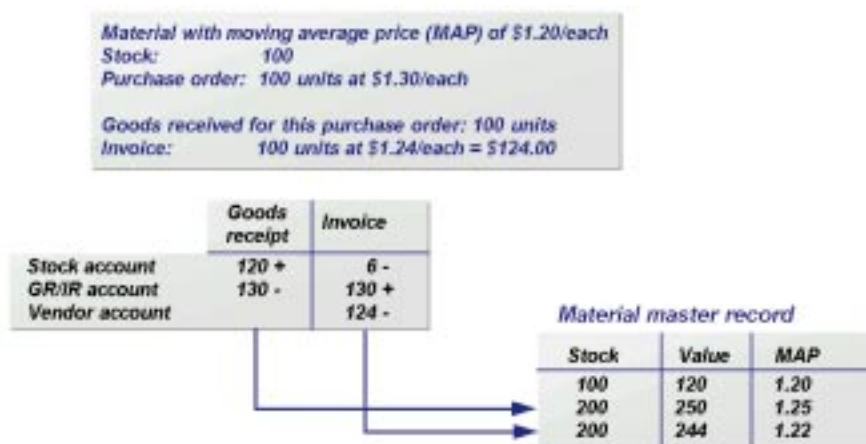 Material with moving average price (MAP) of $1.20/each
Stock: 100
Purchase order: 100 units at $1.30/each
Goods received for this purchase order: 100 units
Invoice: 100 units at $1.24/each = $124.00
Goods receipt Invoice
Stock account 120 + 6 -
GR/IR account 130 - 130 +
Vendor account 124 -
Material master record
Stock Value MAP
100 120 1.20
200 250 1.25
200 244 1.22